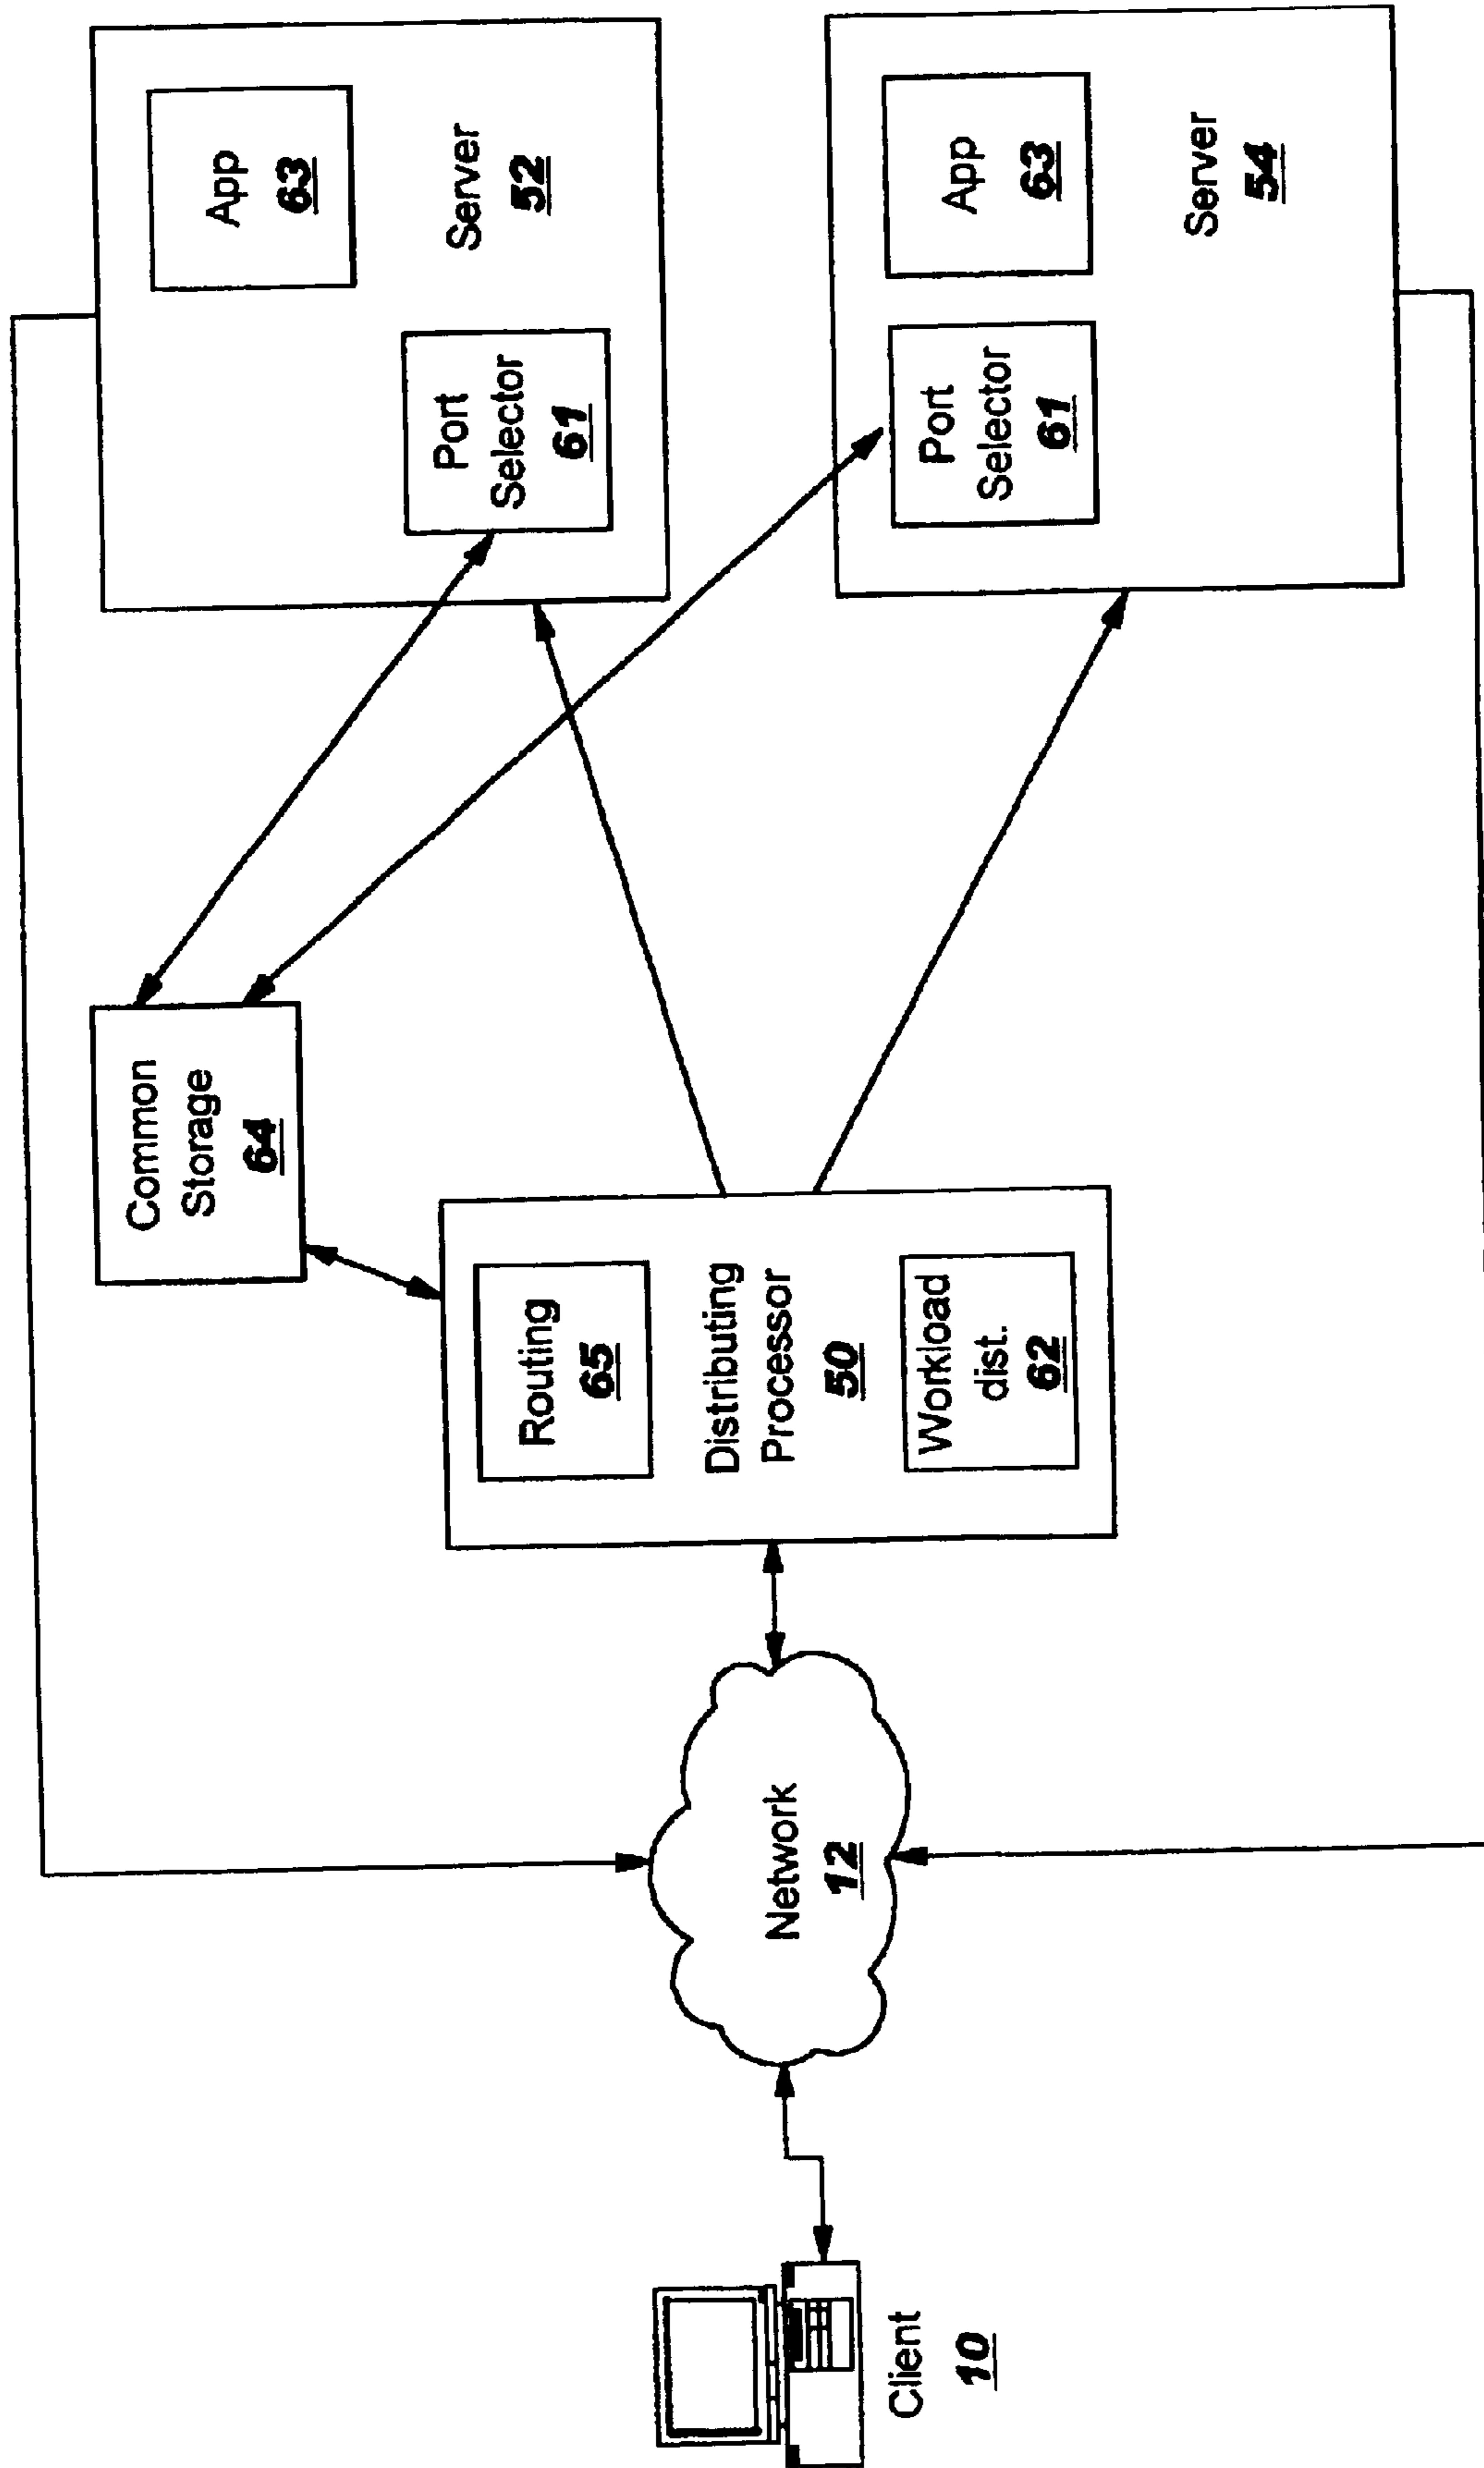 Client
10
Network
12
Routing
65
Distributing
Processor
50
Workload
dist.
62
Common
Storage
64
Port
Selector
61
App
63
Server
52
Port
Selector
61
App
63
Server
54